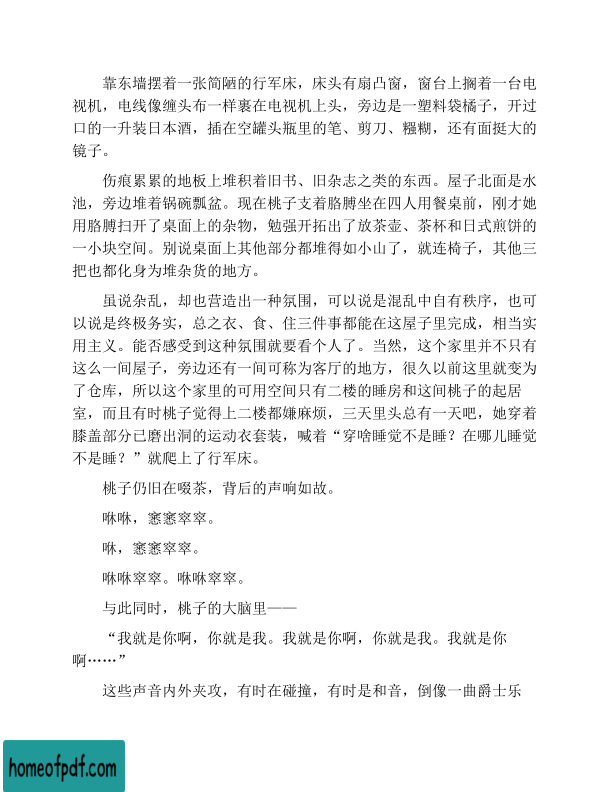 靠东墙摆着一张简陋的行军床，床头有扇凸窗，窗台上搁着一台电
视机，电线像缠头布一样裹在电视机上头，旁边是一塑料袋橘子，开过
口的一升装日本酒，插在空罐头瓶里的笔、剪刀、糨糊，还有面挺大的
镜子。
伤痕累累的地板上堆积着旧书、旧杂志之类的东西。屋子北面是水
池，旁边堆着锅碗瓢盆。现在桃子支着胳膊坐在四人用餐桌前，刚才她
用胳膊扫开了桌面上的杂物，勉强开拓出了放茶壶、茶杯和日式煎饼的
一小块空间。别说桌面上其他部分都堆得如小山了，就连椅子，其他三
把也都化身为堆杂货的地方。
虽说杂乱，却也营造出一种氛围，可以说是混乱中自有秩序，也可
以说是终极务实，总之衣、食、住三件事都能在这屋子里完成，相当实
用主义。能否感受到这种氛围就要看个人了。当然，这个家里并不只有
这么一间屋子，旁边还有一间可称为客厅的地方，很久以前这里就变为
了仓库，所以这个家里的可用空间只有二楼的睡房和这间桃子的起居
室，而且有时桃子觉得上二楼都嫌麻烦，三天里头总有一天吧，她穿着
膝盖部分已磨出洞的运动衣套装，喊着“穿啥睡觉不是睡？在哪儿睡觉
不是睡？”就爬上了行军床。
桃子仍旧在啜茶，背后的声响如故。
咻咻，窸窸窣窣。
咻，窸窸窣窣。
咻咻窣窣。咻咻窣窣。
与此同时，桃子的大脑里——
“我就是你啊，你就是我。我就是你啊，你就是我。我就是你
啊……”
这些声音内外夹攻，有时在碰撞，有时是和音，倒像一曲爵士乐
homeofpdf.com